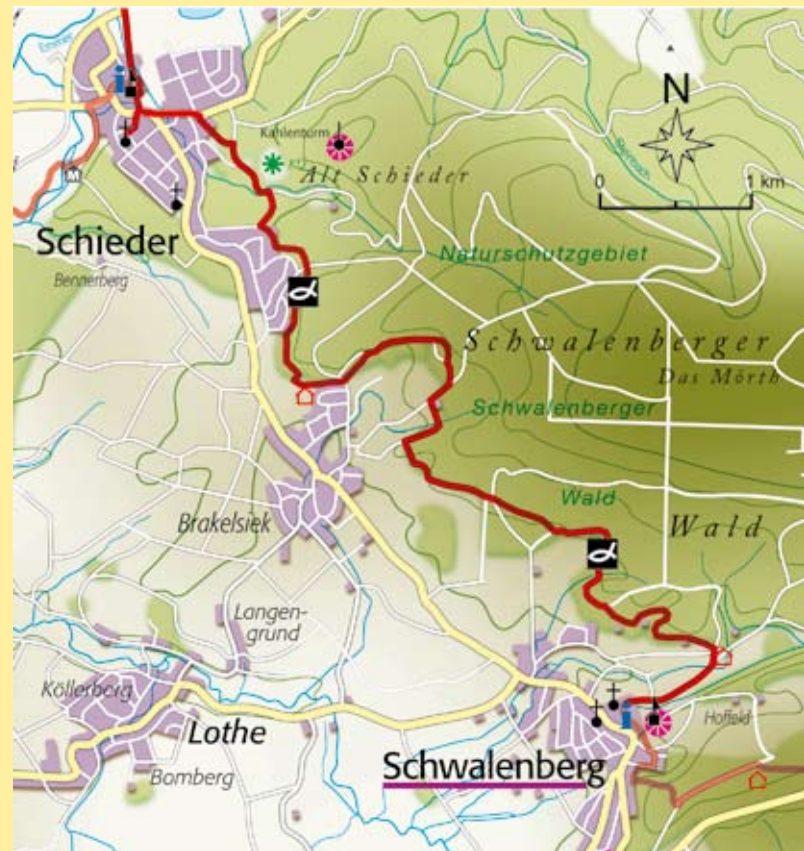 Emmer
i
N
Kahlenturm
Alt Schieder
0
1 km
M
Schieder
Bennerberg
Naturschutzgebiet
Schwalenberger
Das Mörth
Schwalenberger
Wald
Wald
Brakelsiek
Langen-
grund
Köllerberg
Lothe
Bomberg
i
Hoffeld
Schwalenberg